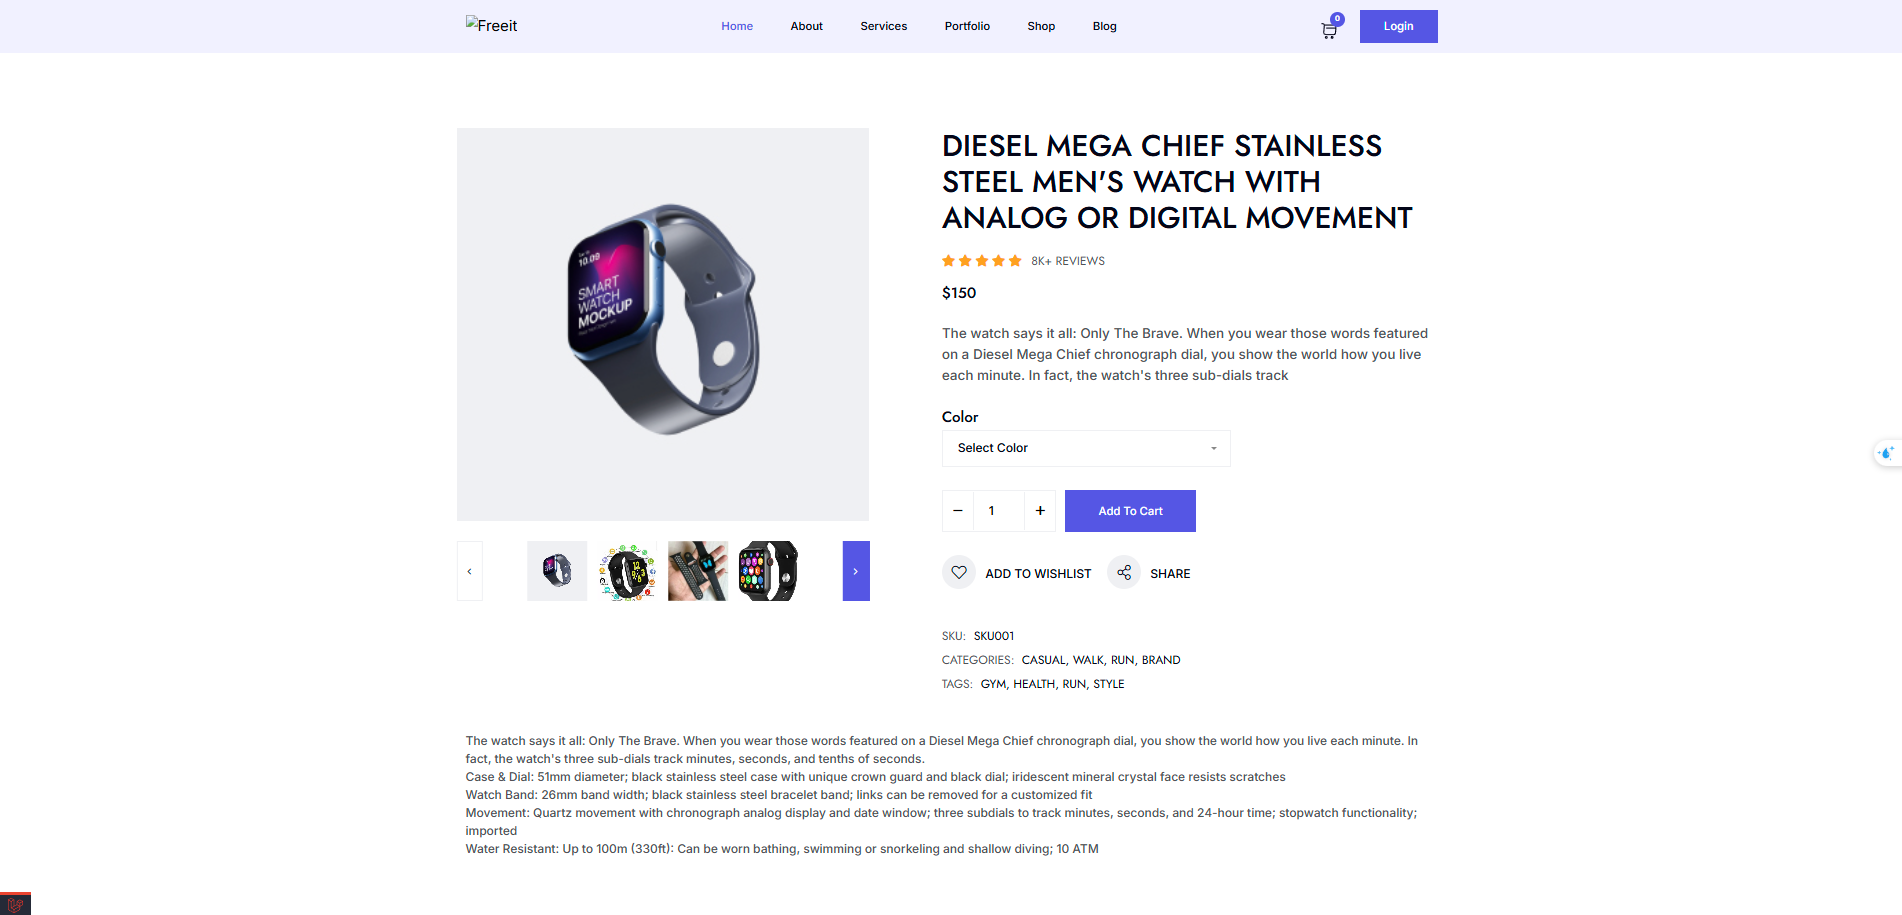 Freeit
Home About Services Portfolio Shop Blog
0
Login
10:09
SMART
WATCH
MOCKUP
DIESEL MEGA CHIEF STAINLESS
STEEL MEN'S WATCH WITH
ANALOG OR DIGITAL MOVEMENT
8K+ REVIEWS
$150
The watch says it all: Only The Brave. When you wear those words featured
on a Diesel Mega Chief chronograph dial, you show the world how you live
each minute. In fact, the watch's three sub-dials track
Color
Select Color
− 1 +
Add To Cart
ADD TO WISHLIST SHARE
SKU: SKU001
CATEGORIES: CASUAL, WALK, RUN, BRAND
TAGS: GYM, HEALTH, RUN, STYLE
The watch says it all: Only The Brave. When you wear those words featured on a Diesel Mega Chief chronograph dial, you show the world how you live each minute. In
fact, the watch's three sub-dials track minutes, seconds, and tenths of seconds.
Case & Dial: 51mm diameter; black stainless steel case with unique crown guard and black dial; iridescent mineral crystal face resists scratches
Watch Band: 26mm band width; black stainless steel bracelet band; links can be removed for a customized fit
Movement: Quartz movement with chronograph analog display and date window; three subdials to track minutes, seconds, and 24-hour time; stopwatch functionality;
imported
Water Resistant: Up to 100m (330ft): Can be worn bathing, swimming or snorkeling and shallow diving; 10 ATM